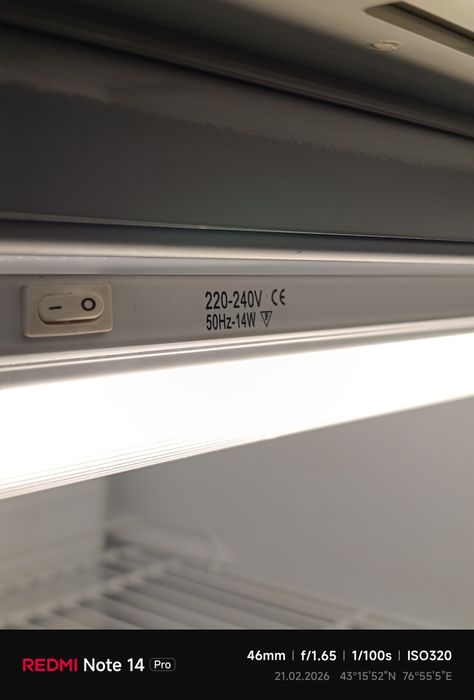 — O
220-240V CE
50Hz-14W F
REDMI Note 14 Pro
46mm | f/1.65 | 1/100s | ISO320
21.02.2026 43°15'52"N 76°55'5"E